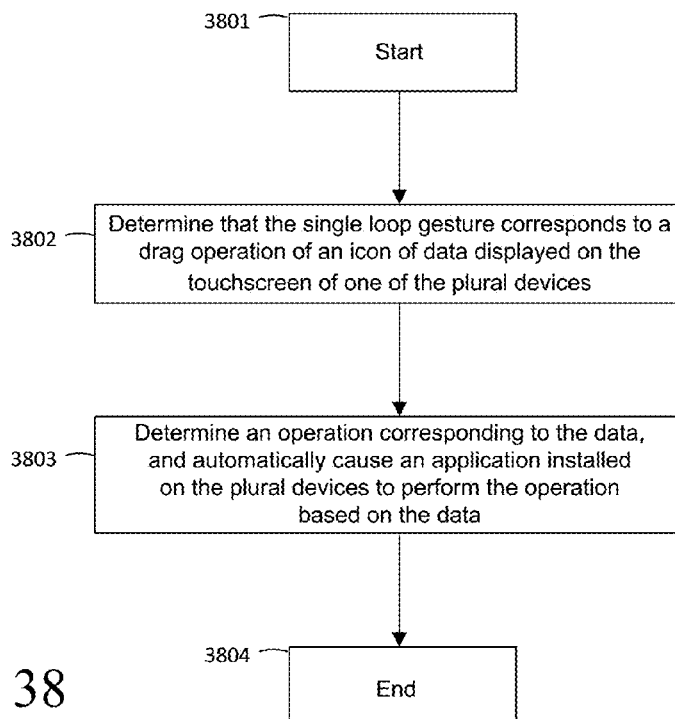 3801
Start
3802
Determine that the single loop gesture corresponds to a
drag operation of an icon of data displayed on the
touchscreen of one of the plural devices
3803
Determine an operation corresponding to the data,
and automatically cause an application installed
on the plural devices to perform the operation
based on the data
3804
End
38